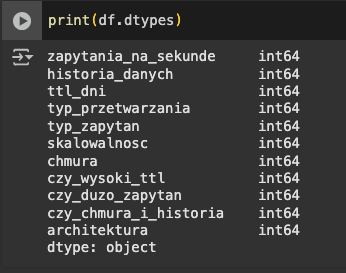 print(df.dtypes)
zapytania_na_sekunde int64
historia_danych int64
ttl_dni int64
typ_przetwarzania int64
typ_zapytan int64
skalowalnosc int64
chmura int64
czy_wysoki_ttl int64
czy_duzo_zapytan int64
czy_chmura_i_historia int64
architektura int64
dtype: object